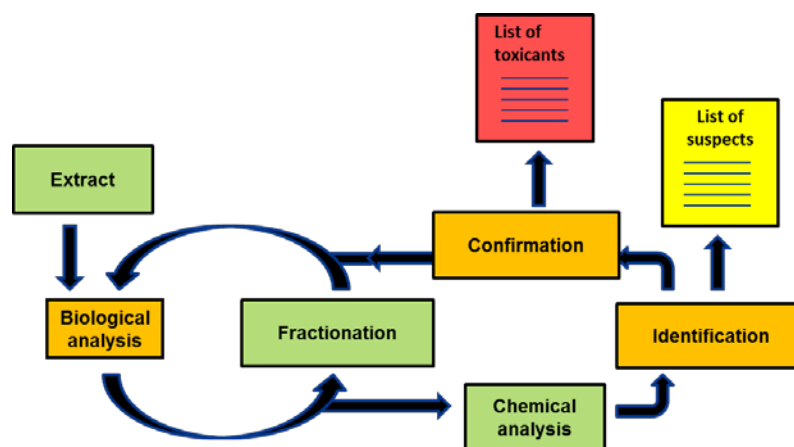 List of
toxicants
List of
suspects
Extract
Confirmation
Biological
analysis
Fractionation
Identification
Chemical
analysis